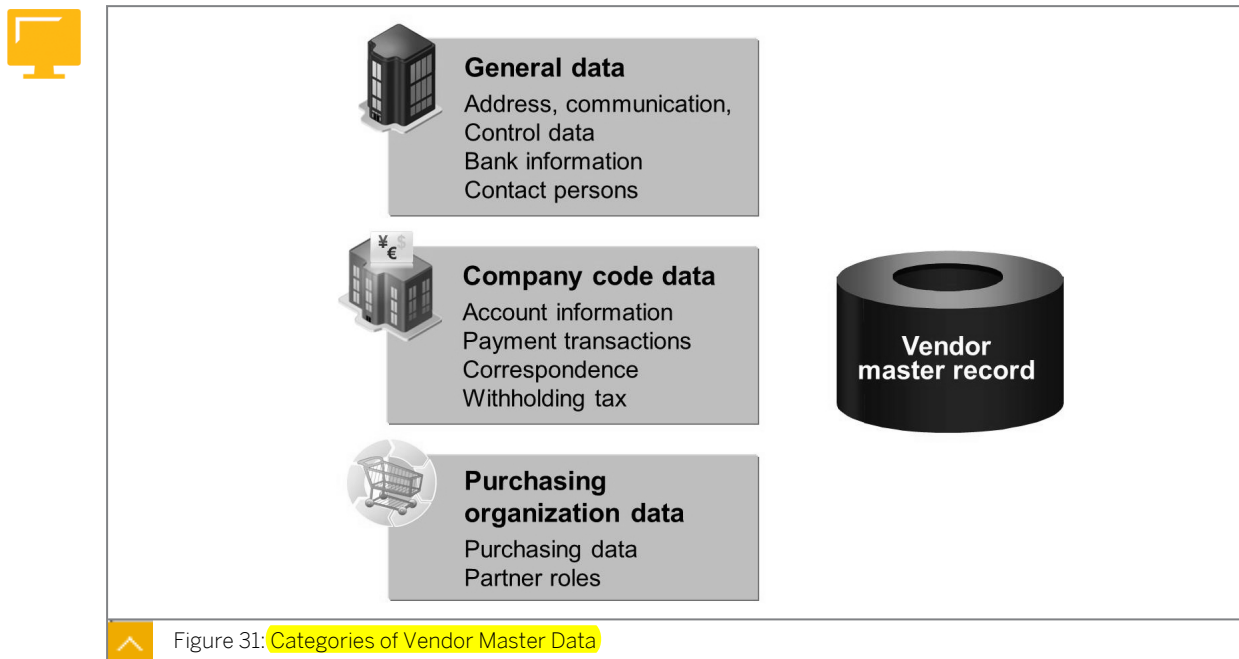 General data
Address, communication,
Control data
Bank information
Contact persons
¥ $
€
Company code data
Account information
Payment transactions
Correspondence
Withholding tax
Vendor
master record
Purchasing
organization data
Purchasing data
Partner roles
Figure 31: Categories of Vendor Master Data